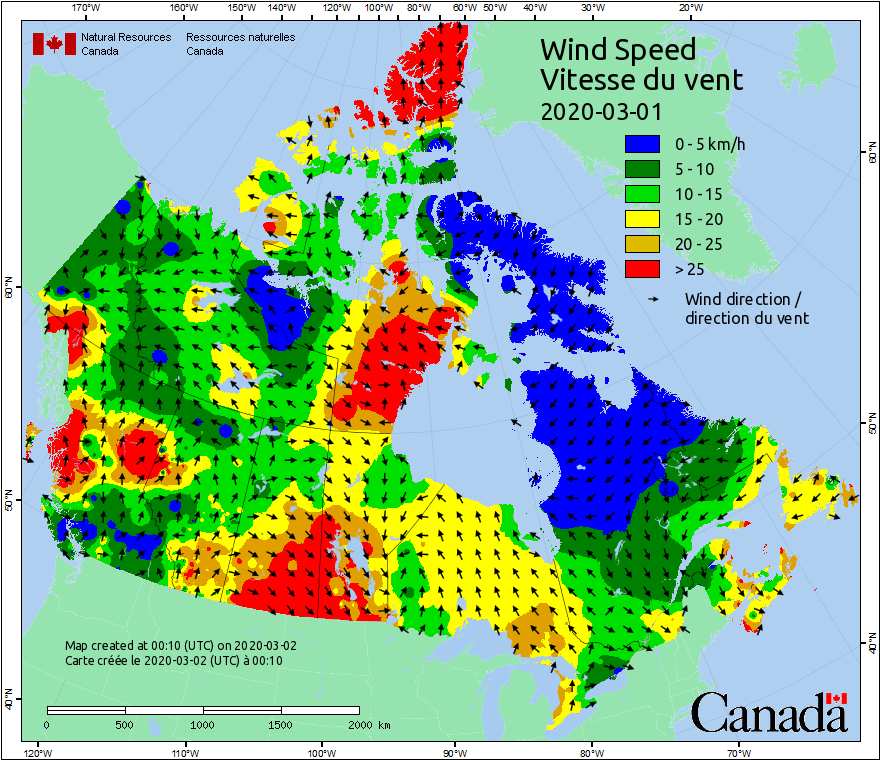 170°W 160°W 150°W 140°W 130°W 120°W 110°W 100°W 90°W 80°W 60°W 50°W 40°W 30°W 20°W
Natural Resources Ressources naturelles
Canada Canada
Wind Speed
Vitesse du vent
2020-03-01
0 - 5 km/h
5 - 10
10 - 15
15 - 20
20 - 25
> 25
Wind direction /
direction du vent
60°N
60°N
50°N
50°N
40°N
40°N
Map created at 00:10 (UTC) on 2020-03-02
Carte créée le 2020-03-02 (UTC) à 00:10
0 500 1000 1500 2000 km
Canada
120°W 110°W 100°W 90°W 80°W 70°W